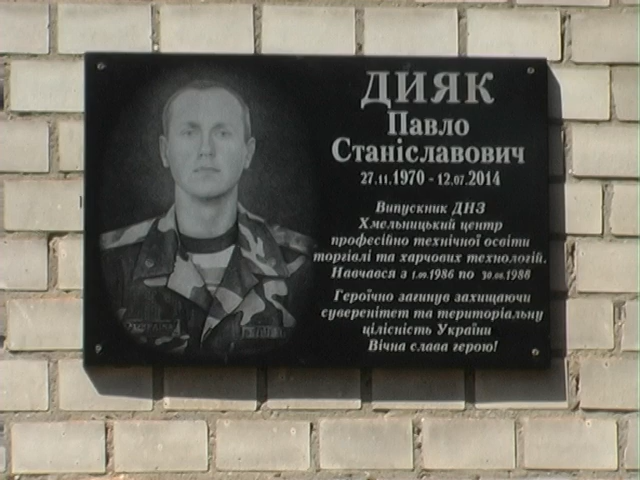 ДИЯК
Павло
Станіславович
27.11.1970 - 12.07.2014
Випускник ДНЗ
Хмельницький центр
професійно технічної освіти
торгівлі та харчових технологій.
Навчався з 1.09.1986 по 30.06.1988
Героїчно загинув захищаючи
суверенітет та територіальну
цілісність України
Вічна слава герою!